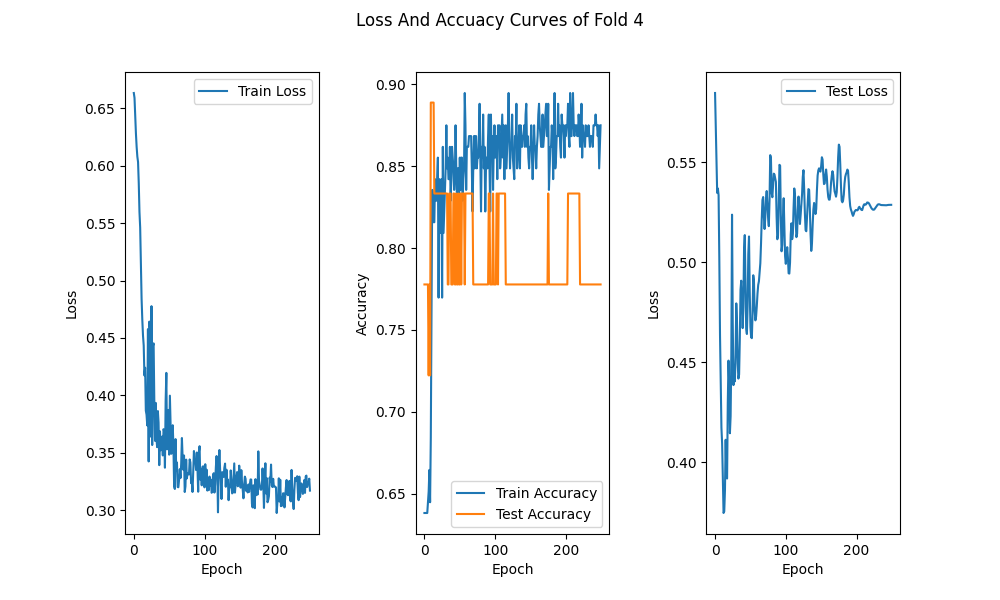 Loss And Accuacy Curves of Fold 4
Train Loss
0.65
0.60
0.55
0.50
0.45
0.40
0.35
0.30
Loss
0
100
200
Epoch
0.90
0.85
0.80
0.75
0.70
0.65
Accuracy
Train Accuracy
Test Accuracy
0
100
200
Epoch
Test Loss
0.55
0.50
0.45
0.40
Loss
0
100
200
Epoch